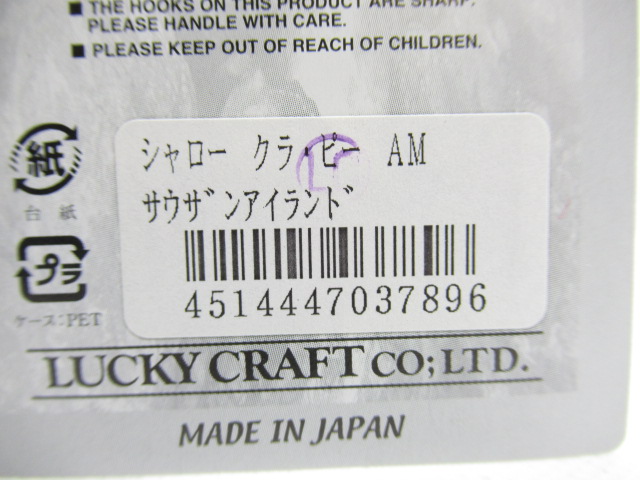 ■ THE HOOKS ON THIS PRODUCT ARE SHARP.
PLEASE HANDLE WITH CARE.
■ PLEASE KEEP OUT OF REACH OF CHILDREN.
紙
台紙
プラ
ケース:PET
シャロー クラ・ピー AM
サウザンアイランド
4514447037896
LUCKY CRAFT CO;LTD.
MADE IN JAPAN